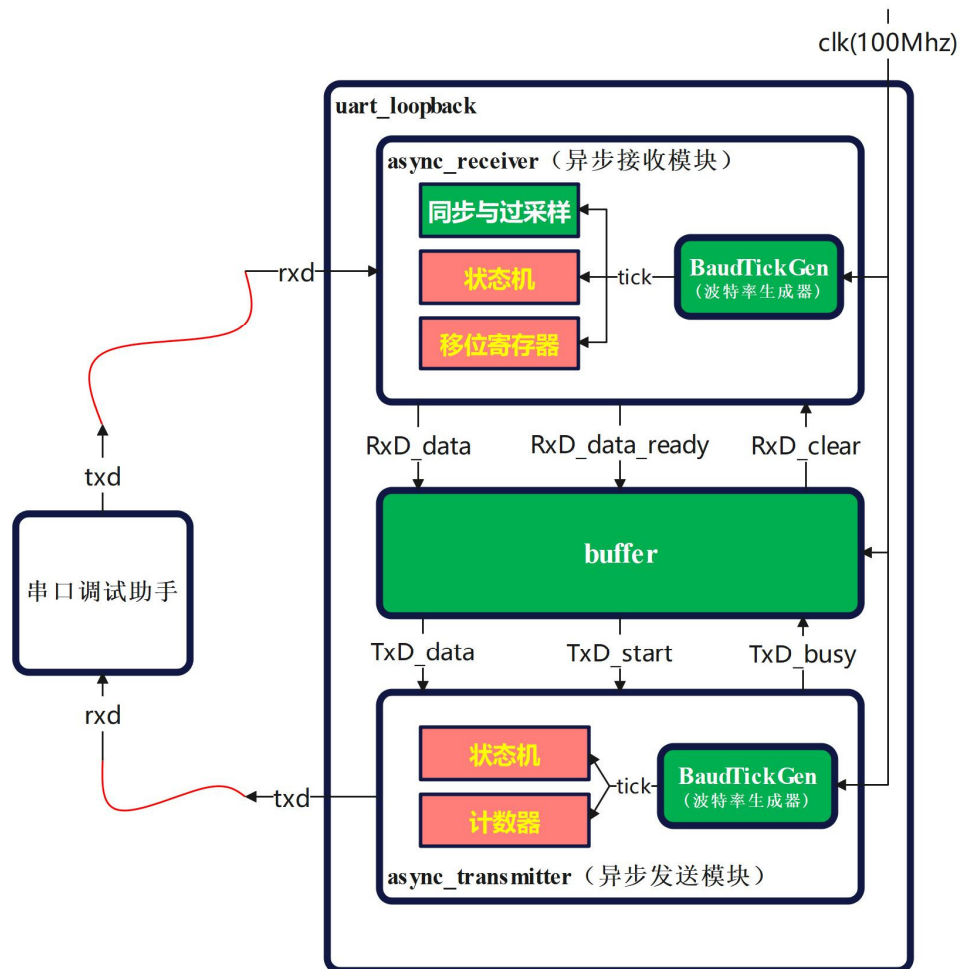 clk(100Mhz)
uart_loopback
async_receiver（异步接收模块）
同步与过采样
状态机
移位寄存器
tick
BaudTickGen
（波特率生成器）
rxd
RxD_data
RxD_data_ready
RxD_clear
txd
串口调试助手
buffer
TxD_data
TxD_start
TxD_busy
rxd
状态机
计数器
tick
BaudTickGen
（波特率生成器）
txd
async_transmitter（异步发送模块）